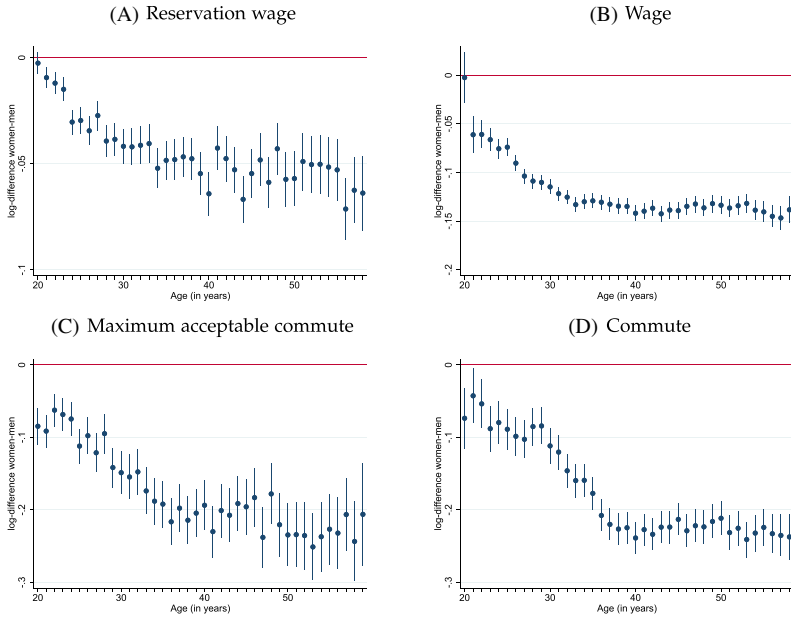 (A) Reservation wage
0
-.05
-.1
log-difference women-men
20 30 40 50
Age (in years)
(B) Wage
0
-.05
-.1
-.15
-.2
log-difference women-men
20 30 40 50
Age (in years)
(C) Maximum acceptable commute
0
-.1
-.2
-.3
log-difference women-men
20 30 40 50
Age (in years)
(D) Commute
0
-.1
-.2
-.3
log-difference women-men
20 30 40 50
Age (in years)